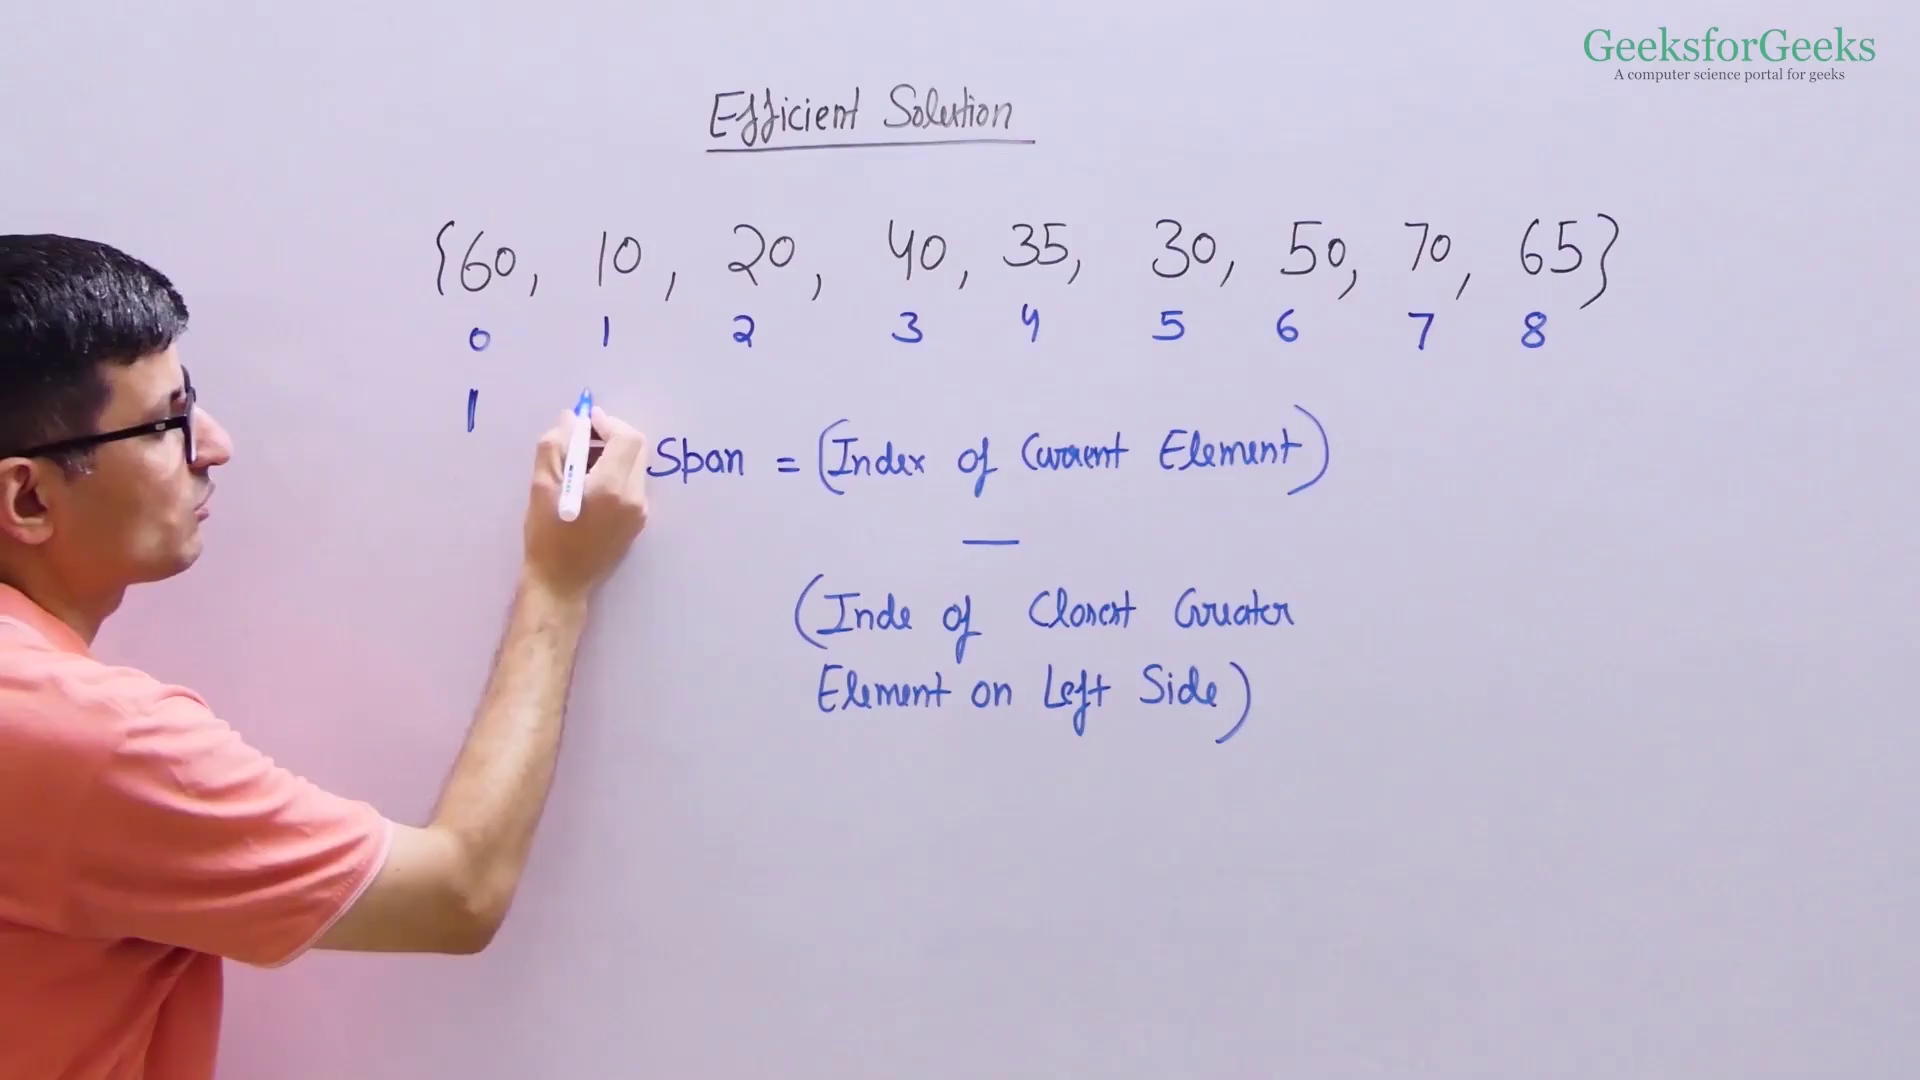 GeeksforGeeks
A computer science portal for geeks
Efficient Solution
{60, 10, 20, 40, 35, 30, 50, 70, 65}
0 1 2 3 4 5 6 7 8
1
Span = (Index of Current Element)
—
(Inde of Closest Greater
Element on Left Side)